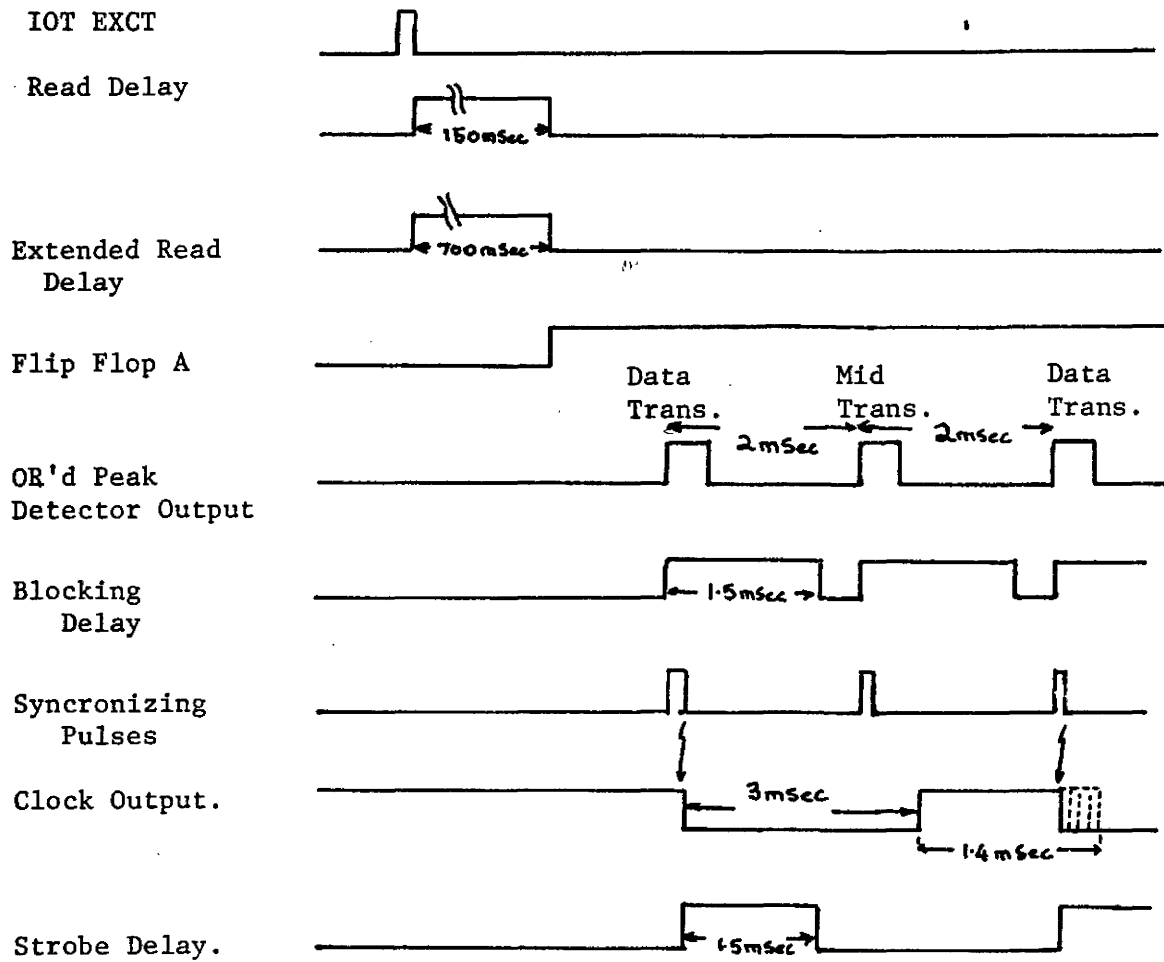 IOT EXCT
Read Delay
150mSec
Extended Read
Delay
700mSec
Flip Flop A
Data
Trans.
Mid
Trans.
Data
Trans.
2mSec
2mSec
OR'd Peak
Detector Output
Blocking
Delay
1.5mSec
Syncronizing
Pulses
Clock Output.
3mSec
1.4mSec
Strobe Delay.
1.5mSec